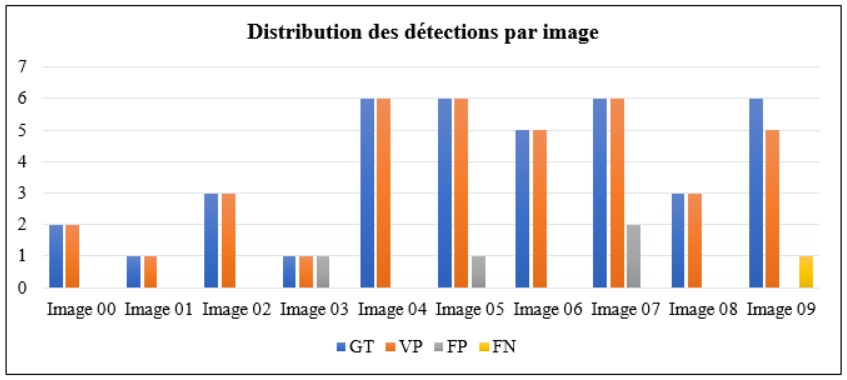 Distribution des détections par image
7
6
5
4
3
2
1
0
Image 00 Image 01 Image 02 Image 03 Image 04 Image 05 Image 06 Image 07 Image 08 Image 09
GT VP FP FN